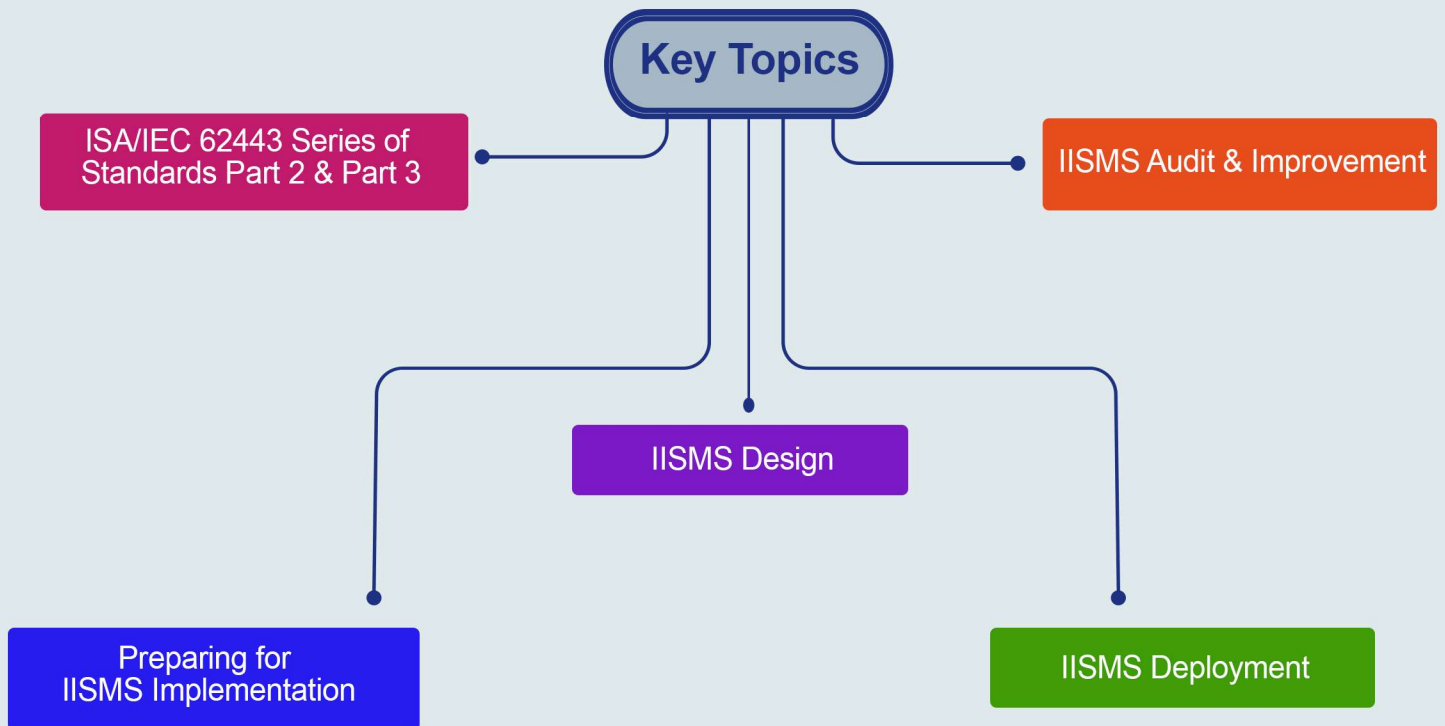 Key Topics
ISA/IEC 62443 Series of
Standards Part 2 & Part 3
IISMS Audit & Improvement
IISMS Design
Preparing for
IISMS Implementation
IISMS Deployment